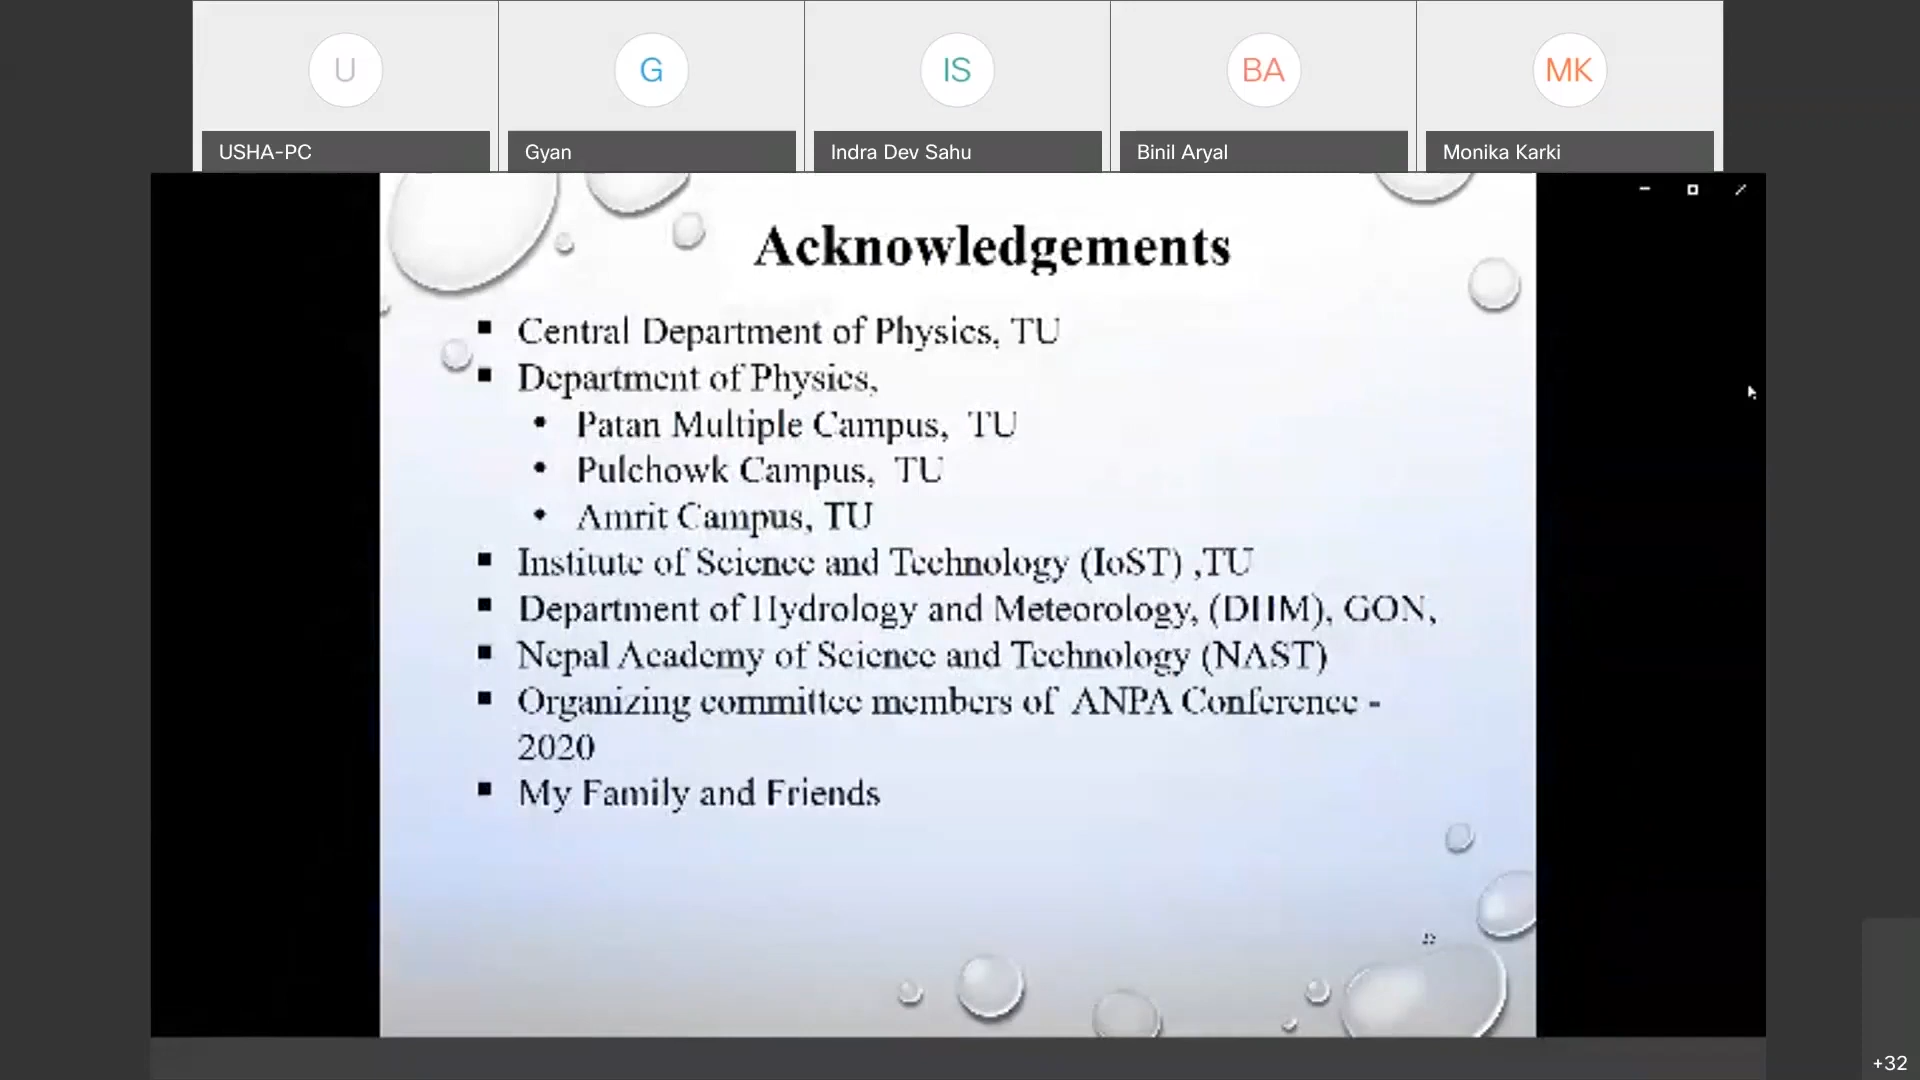 U
G
IS
BA
MK
USHA-PC
Gyan
Indra Dev Sahu
Binil Aryal
Monika Karki
Acknowledgements
▪ Central Department of Physics, TU
▪ Department of Physics,
• Patan Multiple Campus, TU
• Pulchowk Campus, TU
• Amrit Campus, TU
▪ Institute of Science and Technology (IoST) ,TU
▪ Department of Hydrology and Meteorology, (DHM), GON,
▪ Nepal Academy of Science and Technology (NAST)
▪ Organizing committee members of ANPA Conference -
2020
▪ My Family and Friends
+32